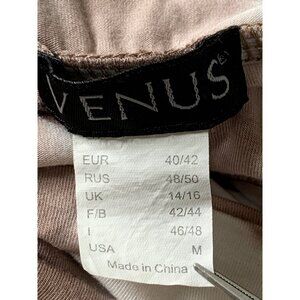 VENUS
EUR 40/42
RUS 48/50
UK 14/16
F/B 42/44
I 46/48
USA M
Made in China